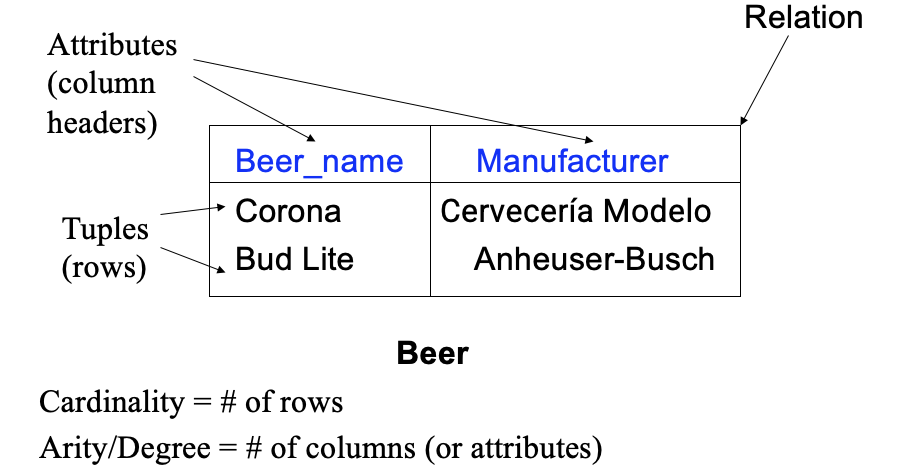 Relation
Attributes
(column
headers)
Beer_name Manufacturer
Corona Cervecería Modelo
Tuples
(rows)
Bud Lite Anheuser-Busch
Beer
Cardinality = # of rows
Arity/Degree = # of columns (or attributes)